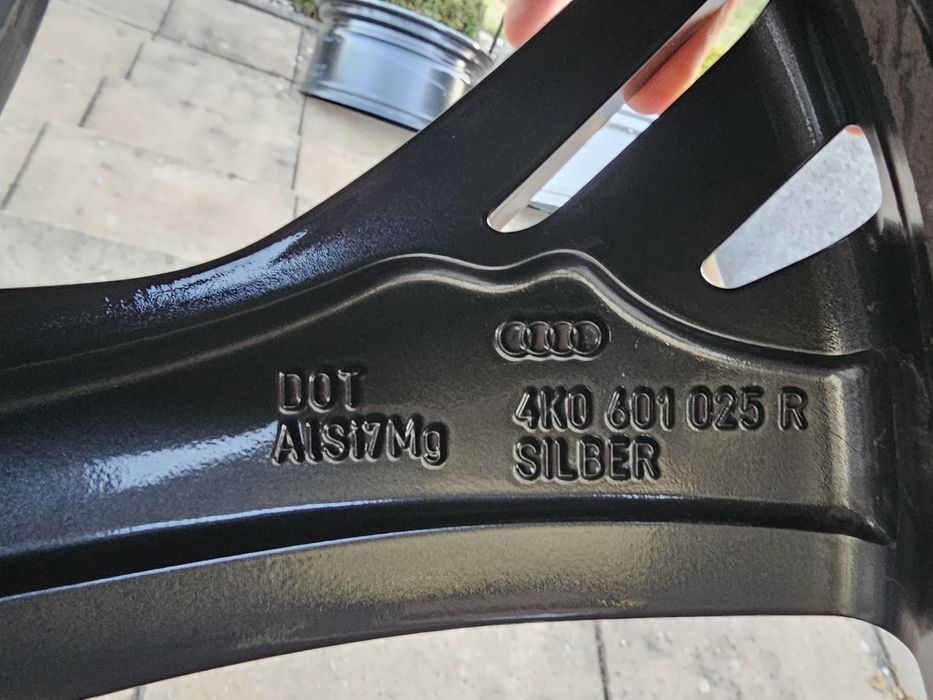 DOT
AlSi7Mg
4K0 601 025 R
SILBER